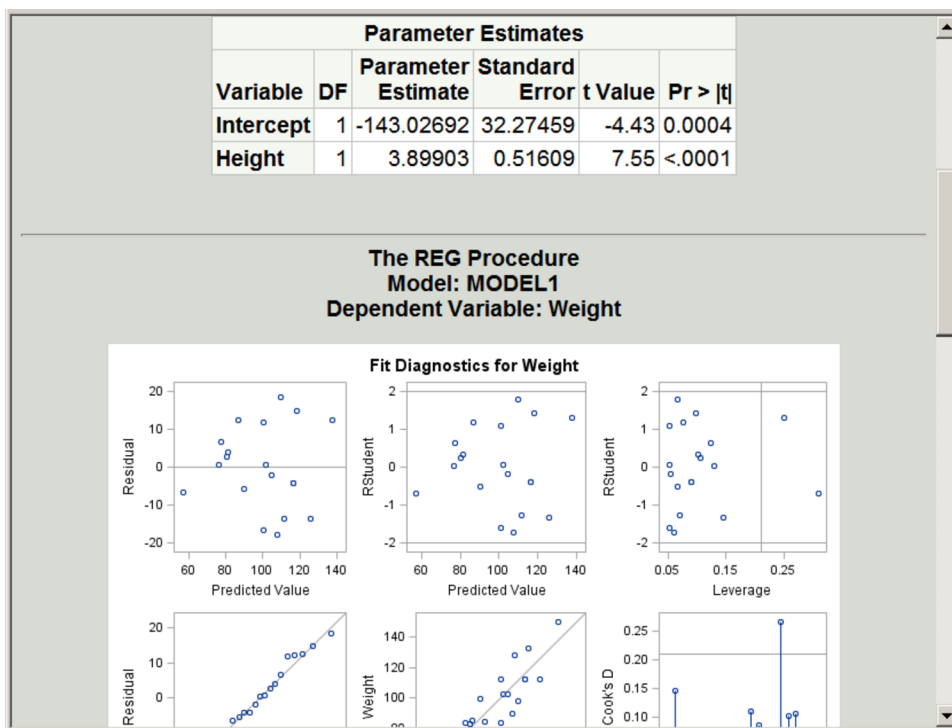 Parameter Estimates
Variable DF Parameter Estimate Standard Error t Value Pr > |t|
Intercept 1 -143.02692 32.27459 -4.43 0.0004
Height 1 3.89903 0.51609 7.55 <.0001
The REG Procedure
Model: MODEL1
Dependent Variable: Weight
Fit Diagnostics for Weight
Residual
20
10
0
-10
-20
60 80 100 120 140
Predicted Value
RStudent
2
1
0
-1
-2
60 80 100 120 140
Predicted Value
RStudent
2
1
0
-1
-2
0.05 0.15 0.25
Leverage
Residual
20
10
0
Weight
140
120
100
80
Cook's D
0.25
0.20
0.15
0.10